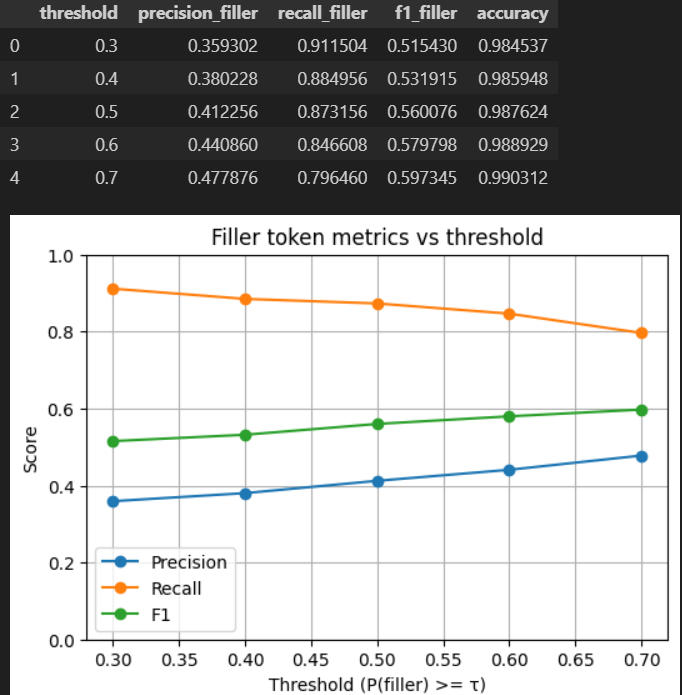 threshold precision_filler recall_filler f1_filler accuracy
0 0.3 0.359302 0.911504 0.515430 0.984537
1 0.4 0.380228 0.884956 0.531915 0.985948
2 0.5 0.412256 0.873156 0.560076 0.987624
3 0.6 0.440860 0.846608 0.579798 0.988929
4 0.7 0.477876 0.796460 0.597345 0.990312
Filler token metrics vs threshold
1.0
0.8
0.6
0.4
0.2
0.0
Score
Precision
Recall
F1
0.30 0.35 0.40 0.45 0.50 0.55 0.60 0.65 0.70
Threshold (P(filler) >= τ)